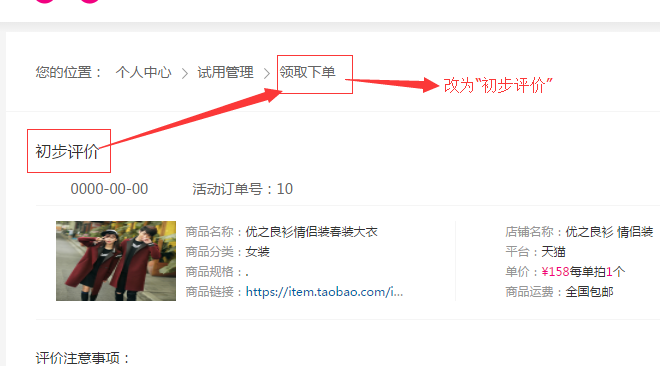 您的位置： 个人中心 > 试用管理 > 领取下单
改为“初步评价”
初步评价
0000-00-00 活动订单号：10
商品名称：优之良衫情侣装春装大衣
店铺名称：优之良衫 情侣装
商品分类：女装
平台：天猫
商品规格：.
单价：¥158每单拍1个
商品链接：https://item.taobao.com/i...
商品运费：全国包邮
评价注意事项：